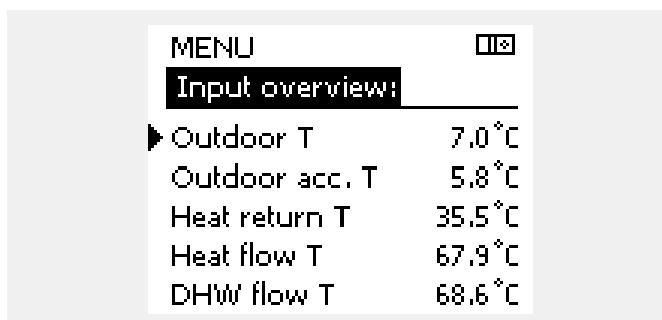 MENU
Input overview:
Outdoor T 7.0°C
Outdoor acc. T 5.8°C
Heat return T 35.5°C
Heat flow T 67.9°C
DHW flow T 68.6°C